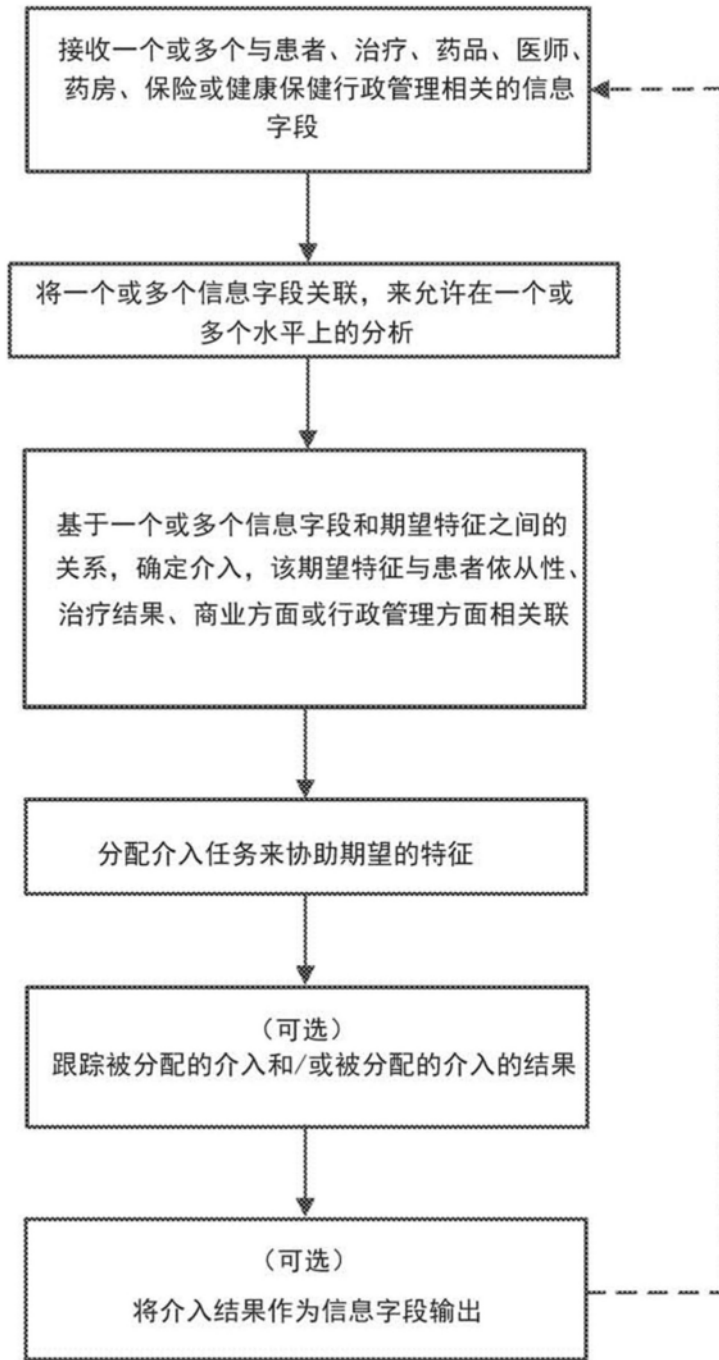 接收一个或多个与患者、治疗、药品、医师、
药房、保险或健康保健行政管理相关的信息
字段
将一个或多个信息字段关联，来允许在一个或
多个水平上的分析
基于一个或多个信息字段和期望特征之间的
关系，确定介入，该期望特征与患者依从性、
治疗结果、商业方面或行政管理方面相关联
分配介入任务来协助期望的特征
（可选）
跟踪被分配的介入和/或被分配的介入的结果
（可选）
将介入结果作为信息字段输出